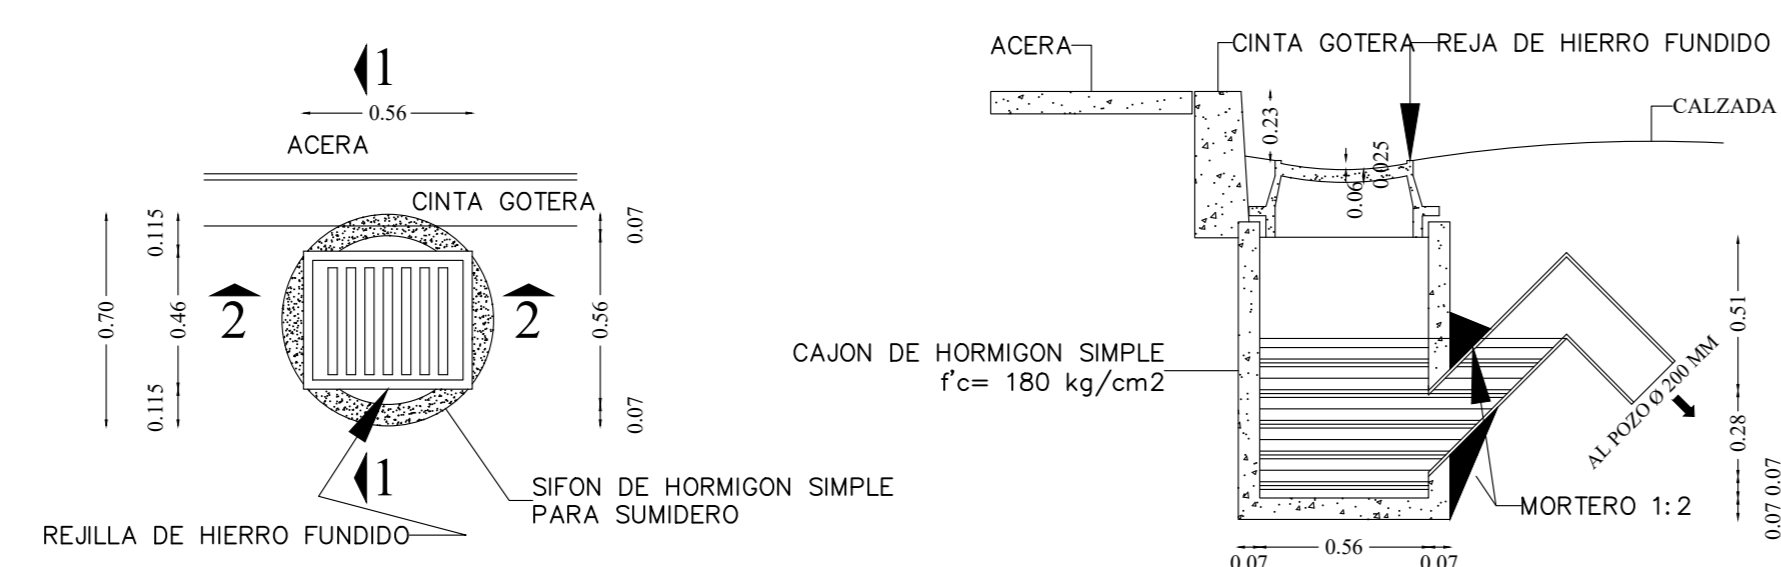 1
0.56
ACERA
CINTA GOTERA
0.70
0.115
0.46
0.115
2
2
0.07
0.56
0.07
1
SIFON DE HORMIGON SIMPLE
PARA SUMIDERO
REJILLA DE HIERRO FUNDIDO
ACERA
CINTA GOTERA
REJA DE HIERRO FUNDIDO
CALZADA
0.23
0.06
0.025
CAJON DE HORMIGON SIMPLE
f'c= 180 kg/cm2
AL POZO Ø 200 MM
0.51
0.28
0.07
0.07
MORTERO 1:2
0.07
0.56
0.07